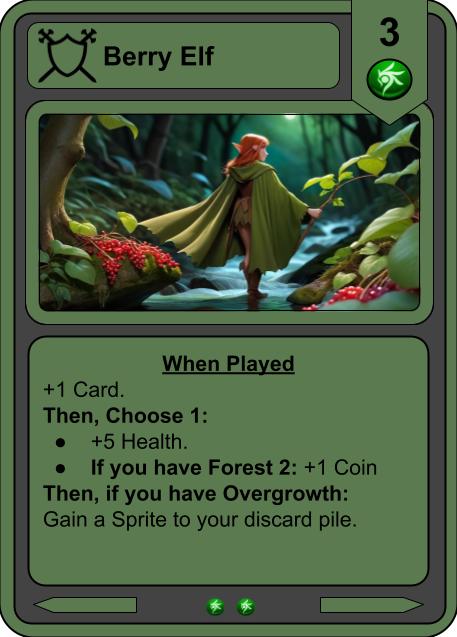 Berry Elf
3
When Played
+1 Card.
Then, Choose 1:
● +5 Health.
● If you have Forest 2: +1 Coin
Then, if you have Overgrowth:
Gain a Sprite to your discard pile.